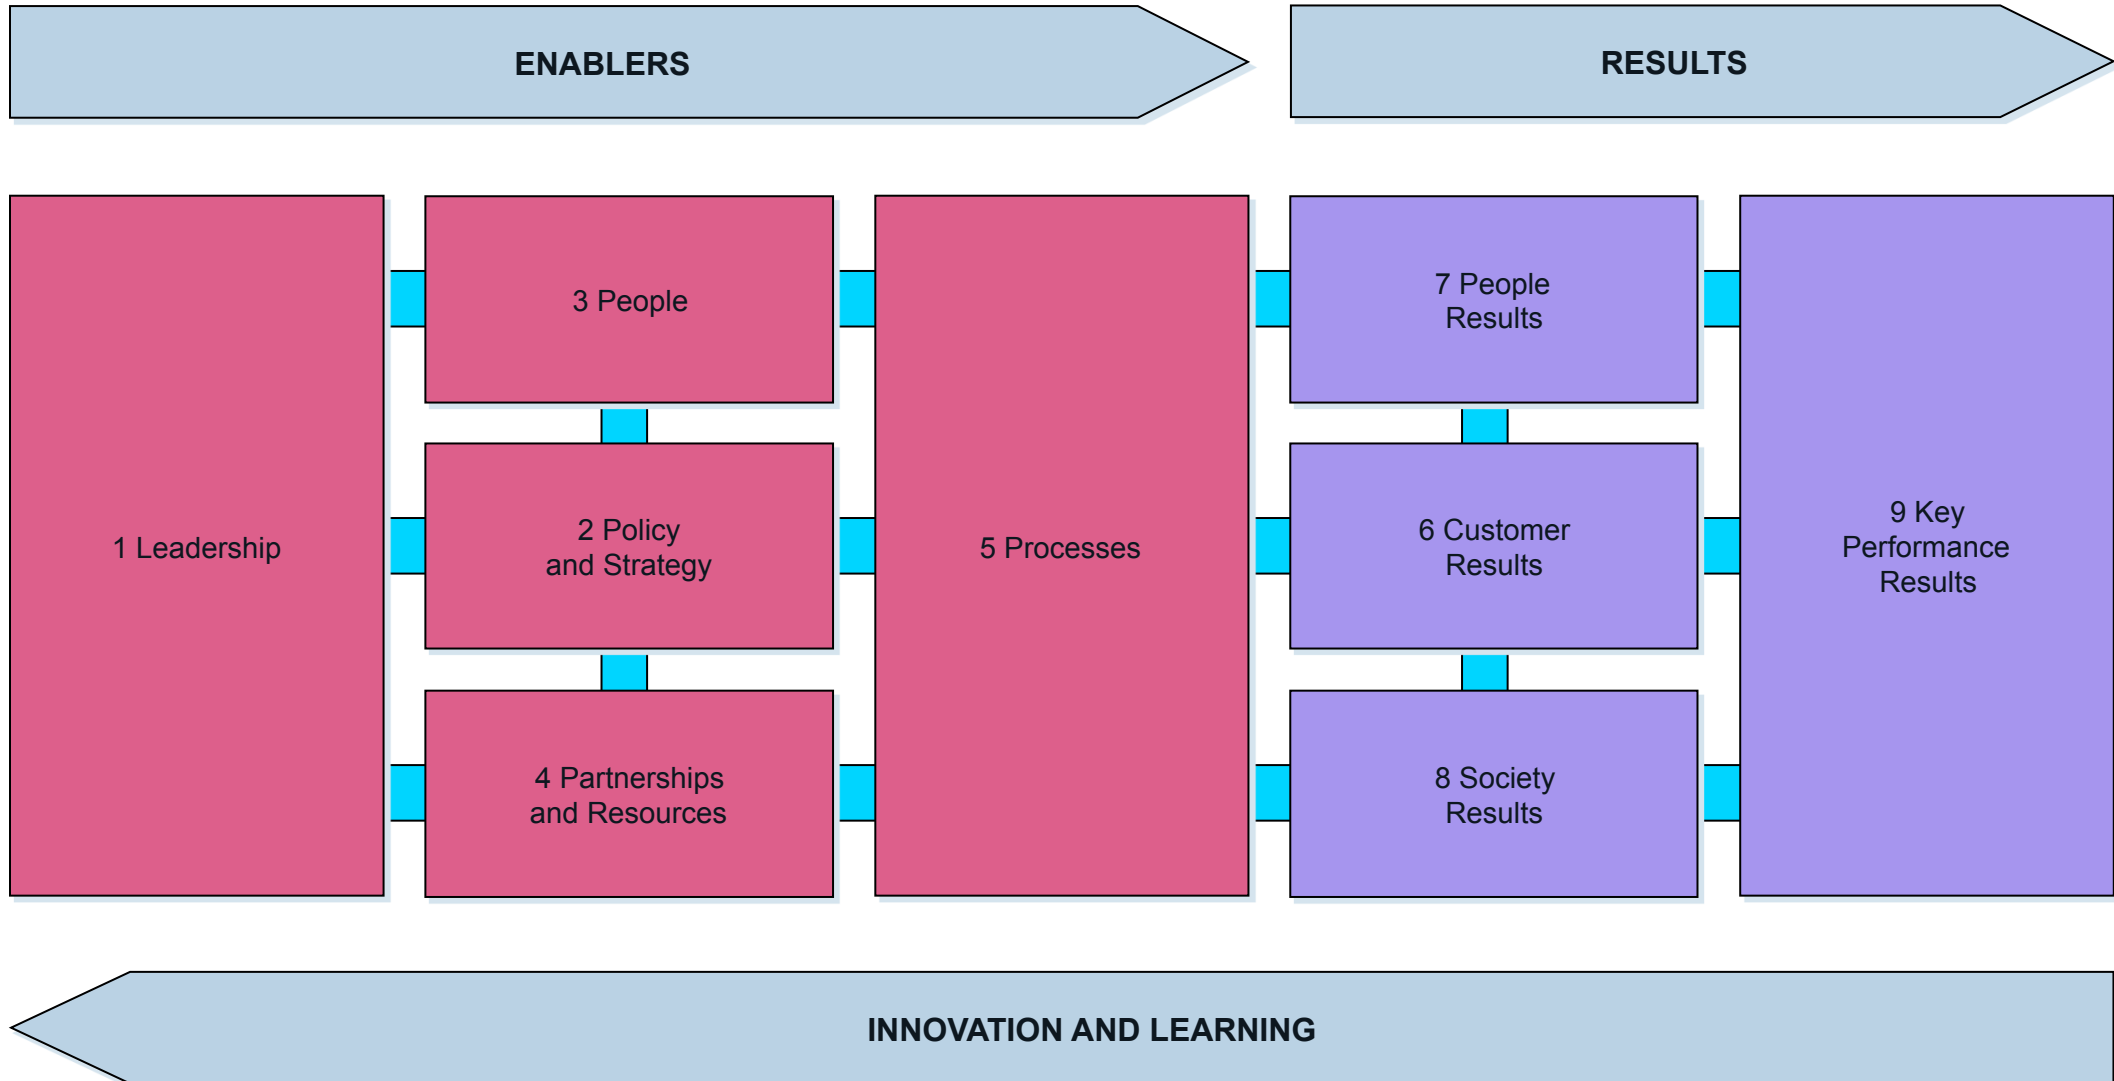 ENABLERS
RESULTS
1 Leadership
3 People
2 Policy
and Strategy
4 Partnerships
and Resources
5 Processes
7 People
Results
6 Customer
Results
8 Society
Results
9 Key
Performance
Results
INNOVATION AND LEARNING